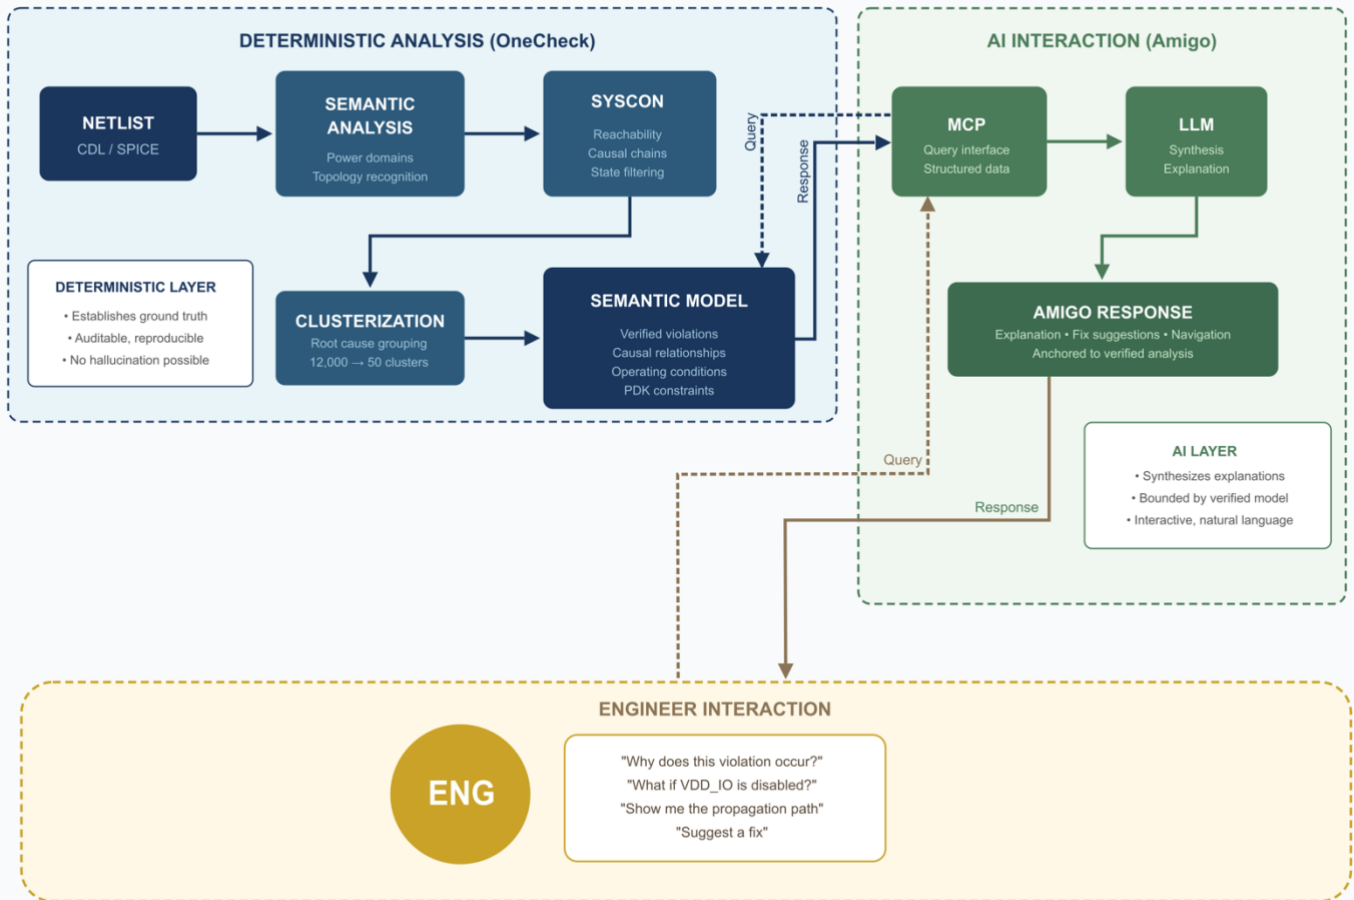 DETERMINISTIC ANALYSIS (OneCheck)
NETLIST
CDL / SPICE
SEMANTIC
ANALYSIS
Power domains
Topology recognition
SYSCON
Reachability
Causal chains
State filtering
Query
Response
DETERMINISTIC LAYER
• Establishes ground truth
• Auditable, reproducible
• No hallucination possible
CLUSTERIZATION
Root cause grouping
12,000 → 50 clusters
SEMANTIC MODEL
Verified violations
Causal relationships
Operating conditions
PDK constraints
AI INTERACTION (Amigo)
MCP
Query interface
Structured data
LLM
Synthesis
Explanation
AMIGO RESPONSE
Explanation • Fix suggestions • Navigation
Anchored to verified analysis
AI LAYER
• Synthesizes explanations
• Bounded by verified model
• Interactive, natural language
Query
Response
ENGINEER INTERACTION
ENG
"Why does this violation occur?"
"What if VDD_IO is disabled?"
"Show me the propagation path"
"Suggest a fix"